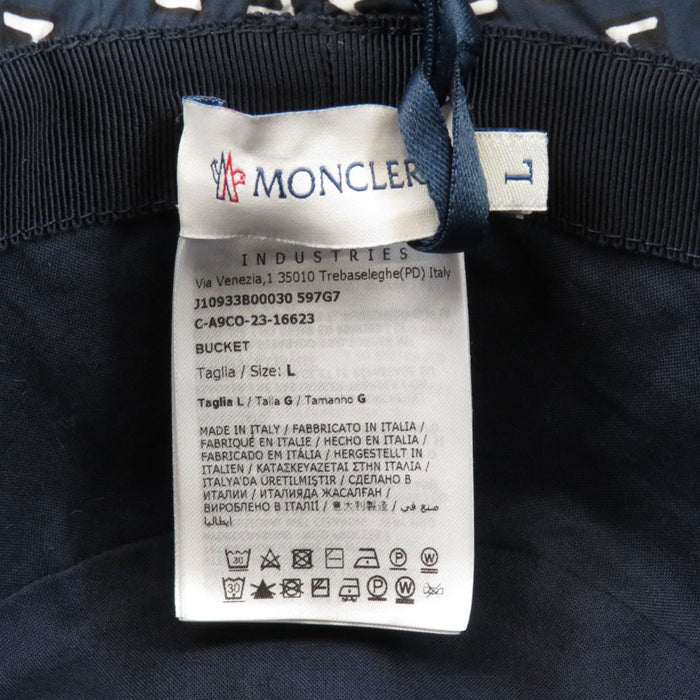 MONCLER
L
INDUSTRIES
Via Venezia,1 35010 Trebaseleghe(PD) Italy
J10933B00030 597G7
C-A9CO-23-16623
BUCKET
Taglia / Size: L
Taglia L / Talla G / Tamanho G
MADE IN ITALY / FABBRICATO IN ITALIA /
FABRIQUÉ EN ITALIE / HECHO EN ITALIA /
FABRICADO EM ITÁLIA / HERGESTELLT IN
ITALIEN / ΚΑΤΑΣΚΕΥΑΖΕΤΑΙ ΣΤΗΝ ΙΤΑΛΙΑ /
ITALYA'DA ÜRETILMIŞTIR / СДЕЛАНО В
ИТАЛИИ / ИТАЛИЯДА ЖАСАЛҒАН /
ВИРОБЛЕНО В ІТАЛІЇ / 意大利製造 / صنع في
ايطاليا
30 P W
30 P W